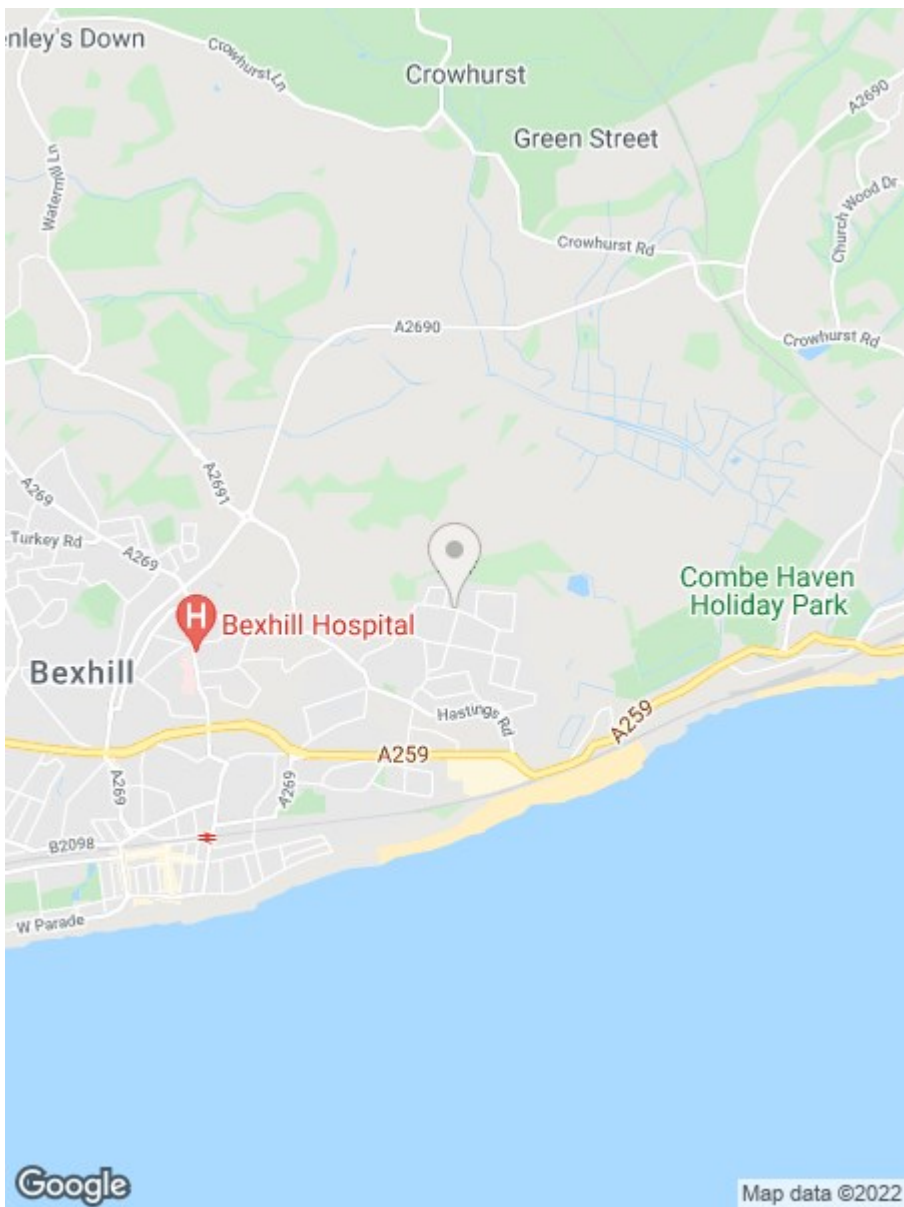 enley's Down
Crowhurst Ln
Crowhurst
A2690
Green Street
Watermill Ln
Church Wood Dr
Crowhurst Rd
A2690
Crowhurst Rd
A269
A2691
Turkey Rd
A269
Combe Haven
Holiday Park
H
Bexhill Hospital
Bexhill
Hastings Rd
A259
A259
A269
A269
B2098
W Parade
Google
Map data ©2022